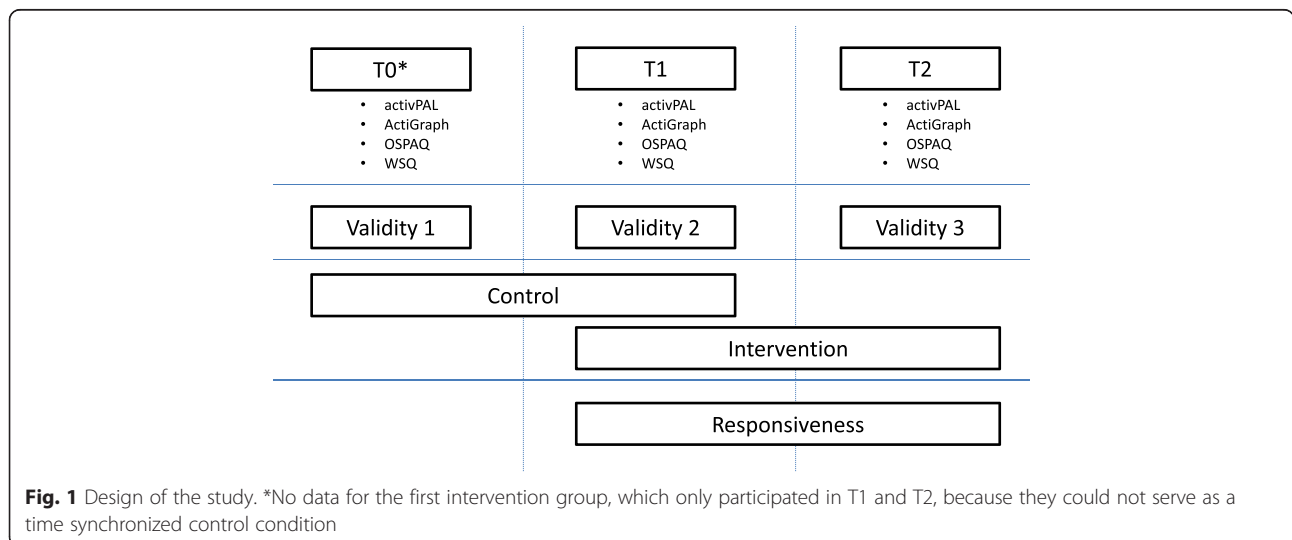 T0* T1 T2
• activPAL • activPAL • activPAL
• ActiGraph • ActiGraph • ActiGraph
• OSPAQ • OSPAQ • OSPAQ
• WSQ • WSQ • WSQ
Validity 1 Validity 2 Validity 3
Control
Intervention
Responsiveness
Fig. 1 Design of the study. *No data for the first intervention group, which only participated in T1 and T2, because they could not serve as a
time synchronized control condition